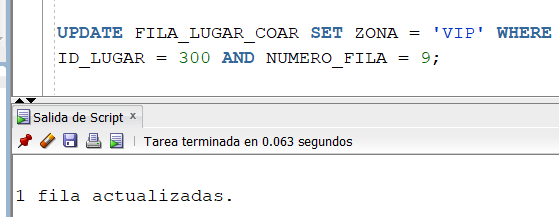 UPDATE FILA_LUGAR_COAR SET ZONA = 'VIP' WHERE
ID_LUGAR = 300 AND NUMERO_FILA = 9;
Salida de Script x
Tarea terminada en 0.063 segundos
1 fila actualizadas.